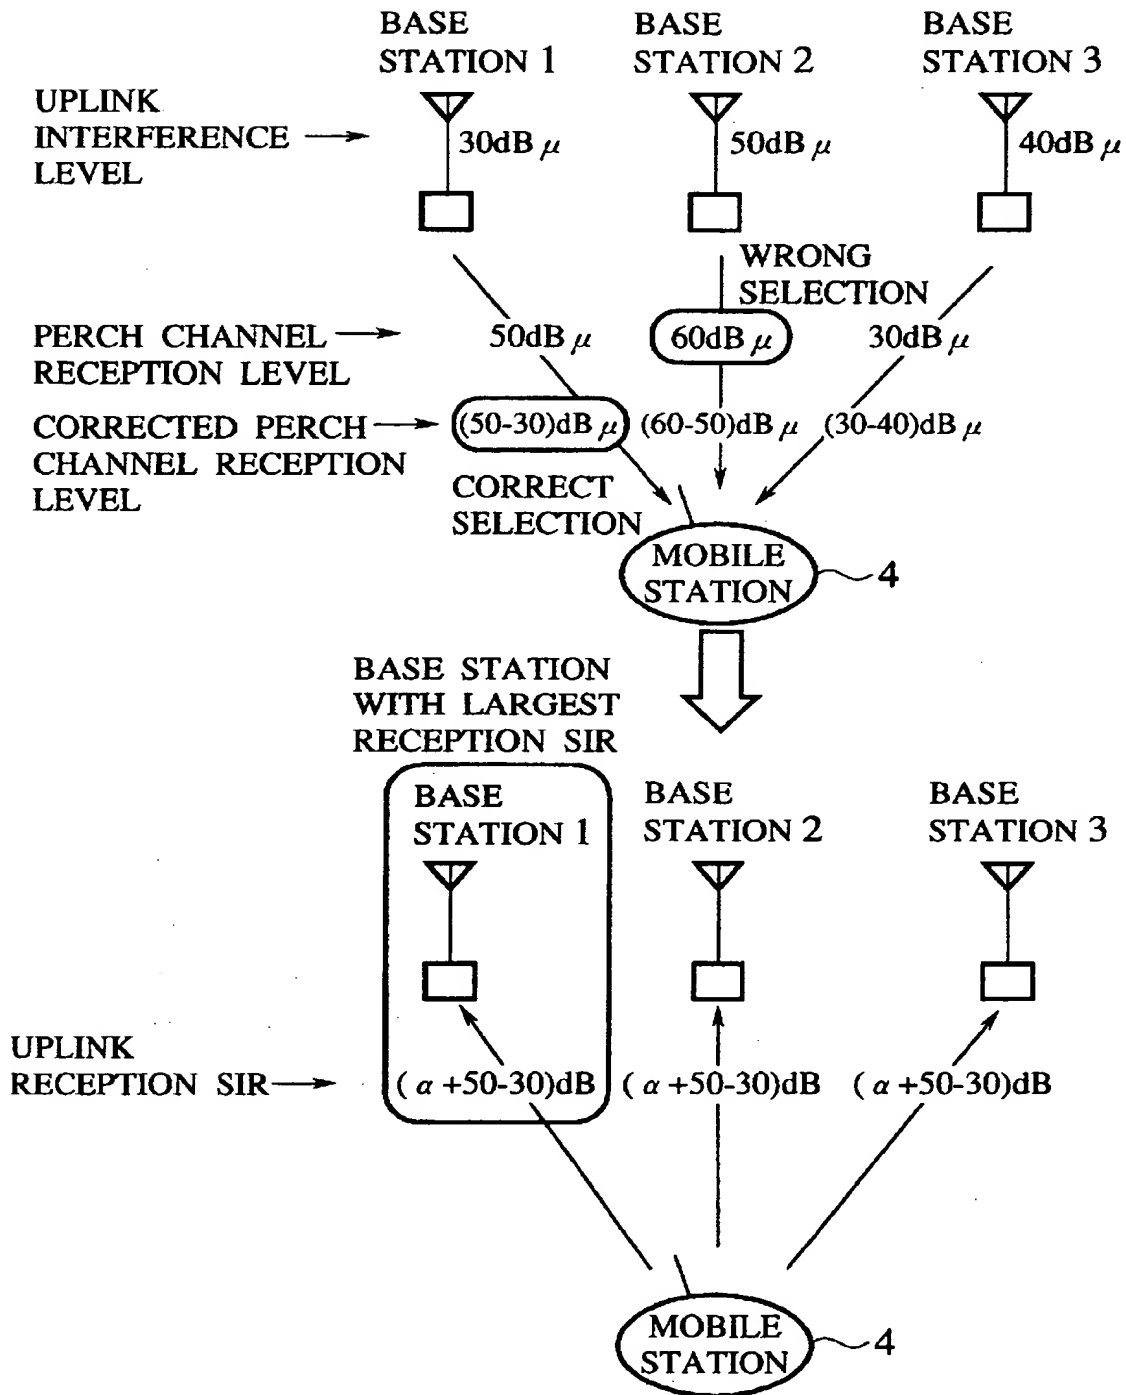 BASE STATION 1
BASE STATION 2
BASE STATION 3
UPLINK INTERFERENCE LEVEL
30dB μ
50dB μ
40dB μ
WRONG SELECTION
PERCH CHANNEL RECEPTION LEVEL
50dB μ
60dB μ
30dB μ
CORRECTED PERCH CHANNEL RECEPTION LEVEL
(50-30)dB μ
(60-50)dB μ
(30-40)dB μ
CORRECT SELECTION
MOBILE STATION
4
BASE STATION WITH LARGEST RECEPTION SIR
BASE STATION 1
BASE STATION 2
BASE STATION 3
UPLINK RECEPTION SIR
(α+50-30)dB
(α+50-30)dB
(α+50-30)dB
MOBILE STATION
4